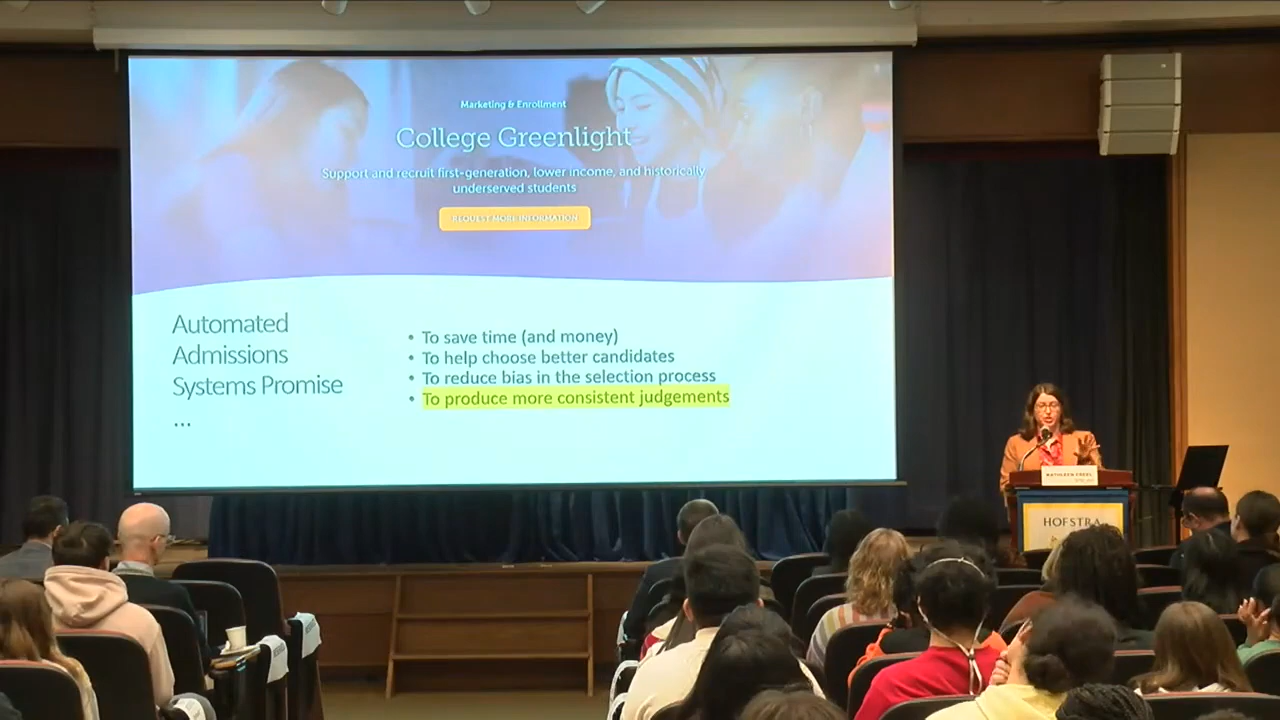 Marketing & Enrollment
College Greenlight
Support and recruit first-generation, lower income, and historically
underserved students
REQUEST MORE INFORMATION
Automated
Admissions
Systems Promise
...
• To save time (and money)
• To help choose better candidates
• To reduce bias in the selection process
• To produce more consistent judgements
KATHLEEN CREEL
HOFSTRA